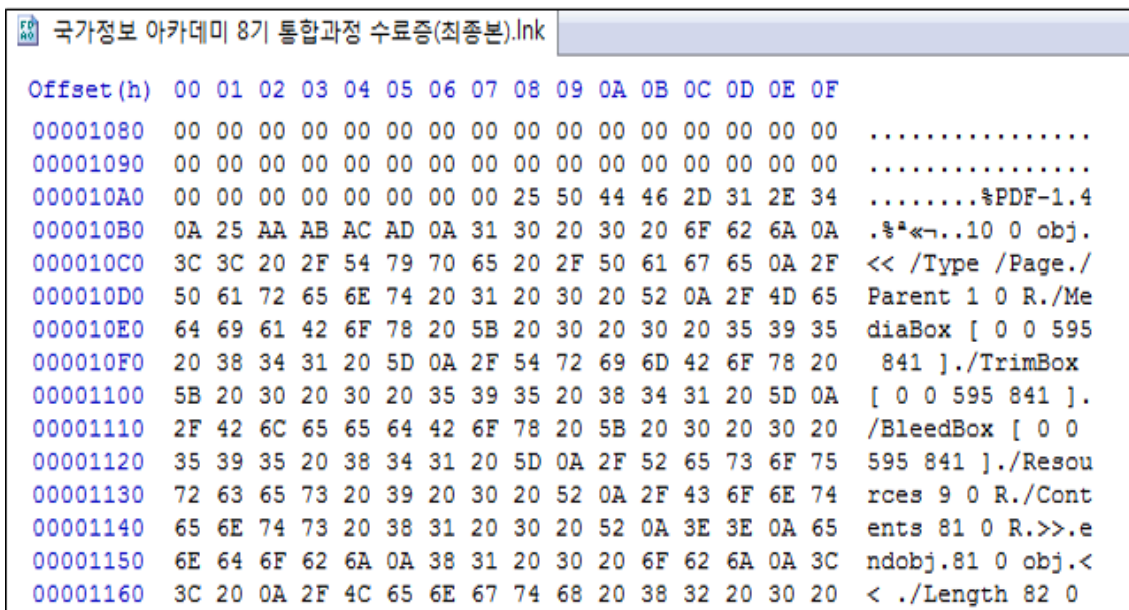 국가정보 아카데미 8기 통합과정 수료증(최종본).lnk
Offset(h) 00 01 02 03 04 05 06 07 08 09 0A 0B 0C 0D 0E 0F
00001080 00 00 00 00 00 00 00 00 00 00 00 00 00 00 00 00 ................
00001090 00 00 00 00 00 00 00 00 00 00 00 00 00 00 00 00 ................
000010A0 00 00 00 00 00 00 00 00 25 50 44 46 2D 31 2E 34 ........%PDF-1.4
000010B0 0A 25 AA AB AC AD 0A 31 30 20 30 20 6F 62 6A 0A .%ª«¬..10 0 obj.
000010C0 3C 3C 20 2F 54 79 70 65 20 2F 50 61 67 65 0A 2F << /Type /Page./
000010D0 50 61 72 65 6E 74 20 31 20 30 20 52 0A 2F 4D 65 Parent 1 0 R./Me
000010E0 64 69 61 42 6F 78 20 5B 20 30 20 30 20 35 39 35 diaBox [ 0 0 595
000010F0 20 38 34 31 20 5D 0A 2F 54 72 69 6D 42 6F 78 20 841 ]./TrimBox
00001100 5B 20 30 20 30 20 35 39 35 20 38 34 31 20 5D 0A [ 0 0 595 841 ].
00001110 2F 42 6C 65 65 64 42 6F 78 20 5B 20 30 20 30 20 /BleedBox [ 0 0
00001120 35 39 35 20 38 34 31 20 5D 0A 2F 52 65 73 6F 75 595 841 ]./Resou
00001130 72 63 65 73 20 39 20 30 20 52 0A 2F 43 6F 6E 74 rces 9 0 R./Cont
00001140 65 6E 74 73 20 38 31 20 30 20 52 0A 3E 3E 0A 65 ents 81 0 R.>>.e
00001150 6E 64 6F 62 6A 0A 38 31 20 30 20 6F 62 6A 0A 3C ndobj.81 0 obj.<
00001160 3C 20 0A 2F 4C 65 6E 67 74 68 20 38 32 20 30 20 < ./Length 82 0